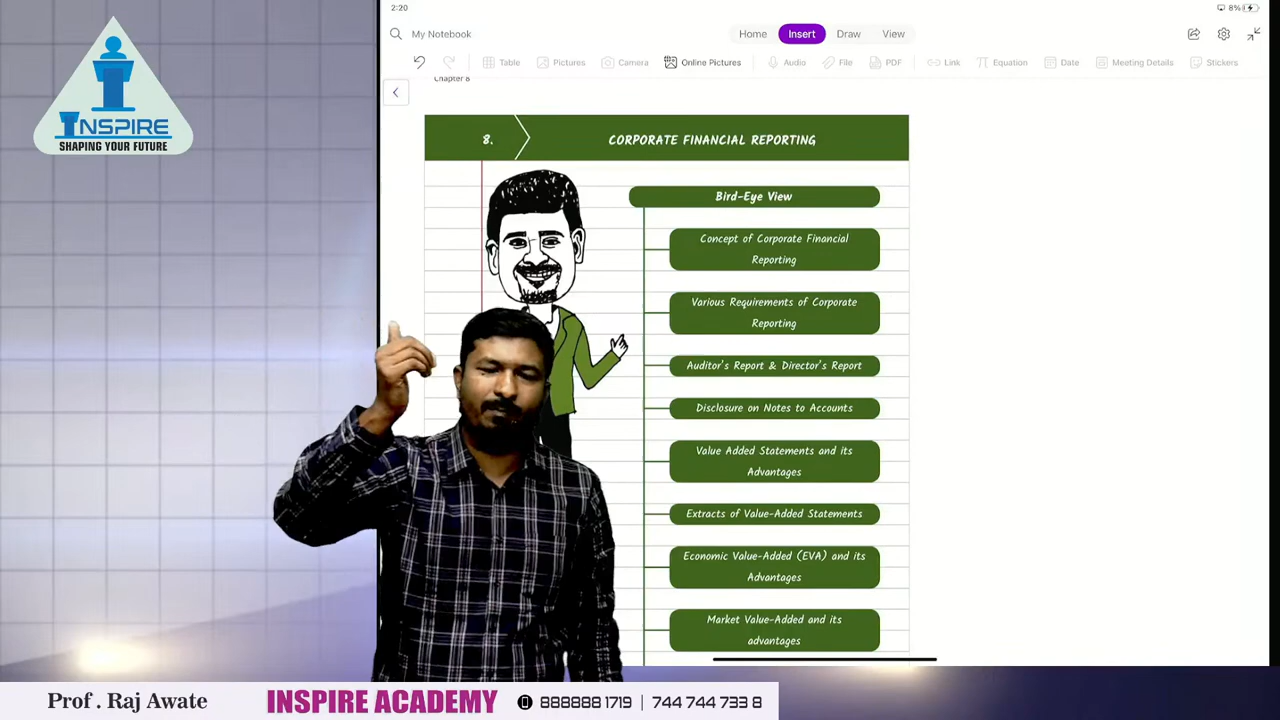 2:20
8%
My Notebook
Home
Insert
Draw
View
Table
Pictures
Camera
Online Pictures
Audio
File
PDF
Link
Equation
Date
Meeting Details
Stickers
Chapter 8
INSPIRE
SHAPING YOUR FUTURE
8.
CORPORATE FINANCIAL REPORTING
Bird-Eye View
Concept of Corporate Financial
Reporting
Various Requirements of Corporate
Reporting
Auditor's Report & Director's Report
Disclosure on Notes to Accounts
Value Added Statements and its
Advantages
Extracts of Value-Added Statements
Economic Value-Added (EVA) and its
Advantages
Market Value-Added and its
advantages
Prof . Raj Awate
INSPIRE ACADEMY
888888 1719 | 744 744 733 8